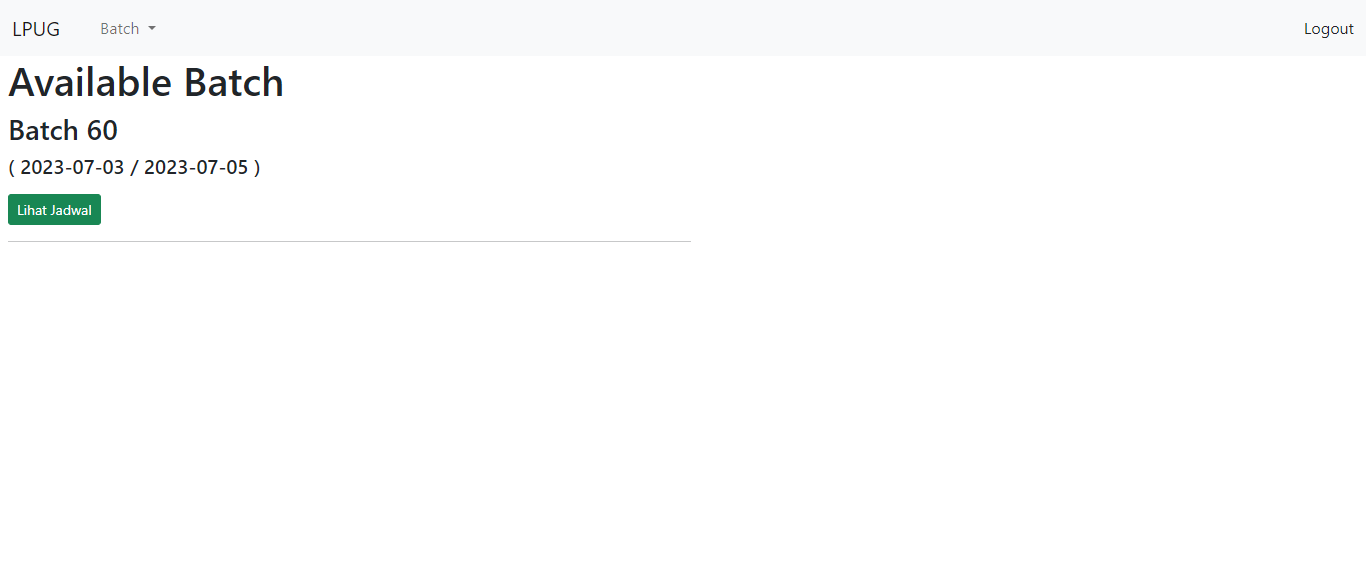 LPUG Batch Logout
Available Batch
Batch 60
( 2023-07-03 / 2023-07-05 )
Lihat Jadwal